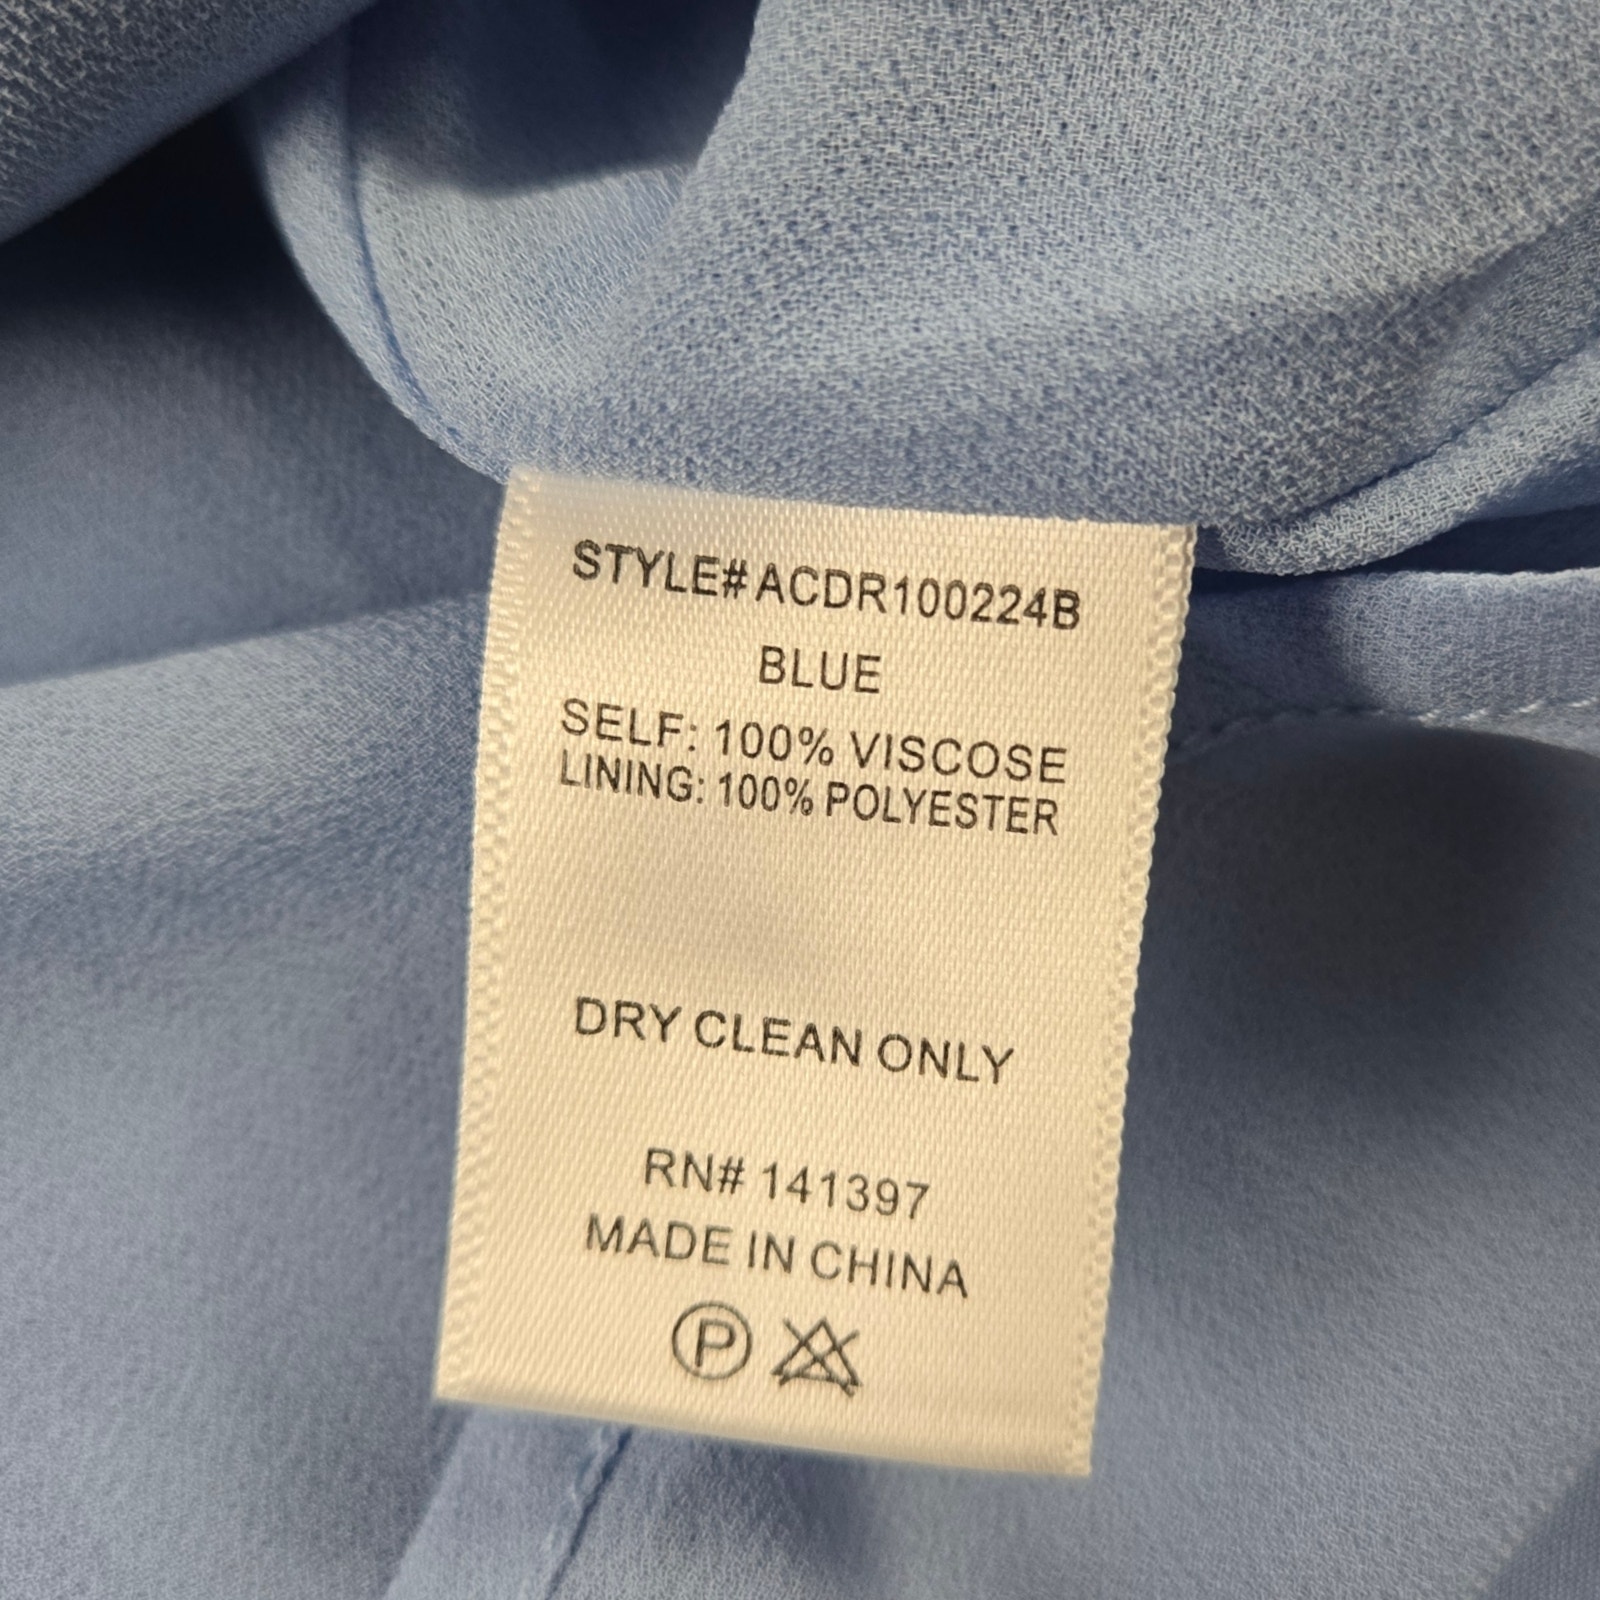 STYLE# ACDR100224B
BLUE
SELF: 100% VISCOSE
LINING: 100% POLYESTER
DRY CLEAN ONLY
RN# 141397
MADE IN CHINA
P